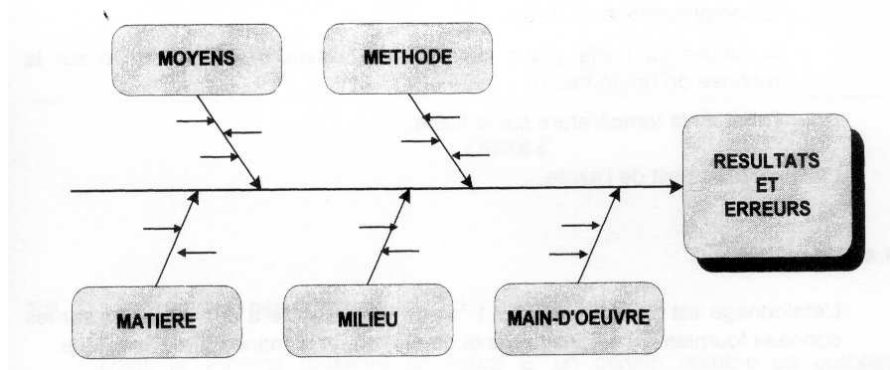 MOYENS
METHODE
RESULTATS
ET
ERREURS
MATIERE
MILIEU
MAIN-D'OEUVRE